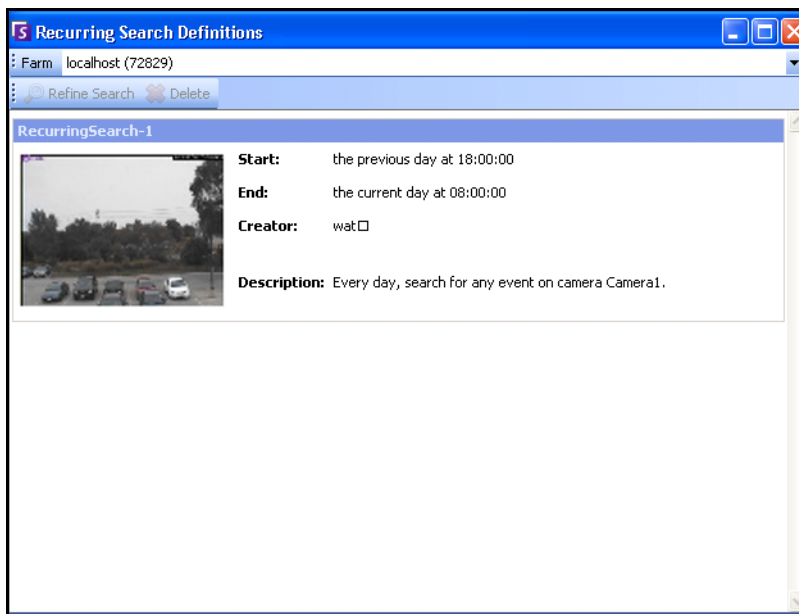 Recurring Search Definitions
Farm localhost (72829)
Refine Search Delete
RecurringSearch-1
Start: the previous day at 18:00:00
End: the current day at 08:00:00
Creator: wat□
Description: Every day, search for any event on camera Camera1.